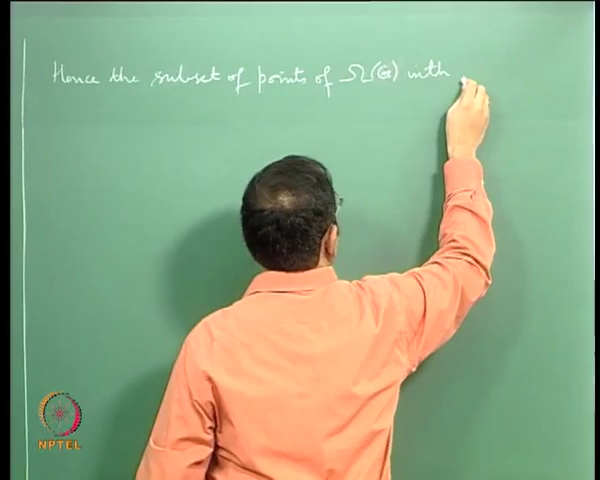 Hence the subset of points of Ω(G) with
NPTEL